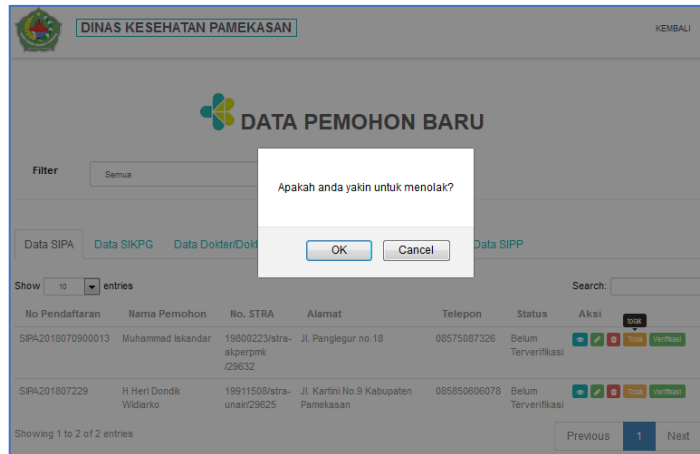 DINAS KESEHATAN PAMEKASAN
KEMBALI
DATA PEMOHON BARU
Filter
Semua
Apakah anda yakin untuk menolak?
OK Cancel
Data SIPA Data SIKPG Data Dokter/Dokt Data SIPP
Show 10 entries Search:
No Pendaftaran Nama Pemohon No. STRA Alamat Telepon Status Aksi
tolak
SIPA2018070900013 Muhammad Iskandar 19800223/stra- Jl. Panglegur no.18 08575087326 Belum Tolak Verifikasi
akperpmk Terverifikasi
/29632
SIPA201807229 H.Heri Dondik 19911508/stra- Jl. Kartini No.9 Kabupaten 085850606078 Belum Tolak Verifikasi
Widiarko unair/29625 Pamekasan Terverifikasi
Showing 1 to 2 of 2 entries
Previous 1 Next